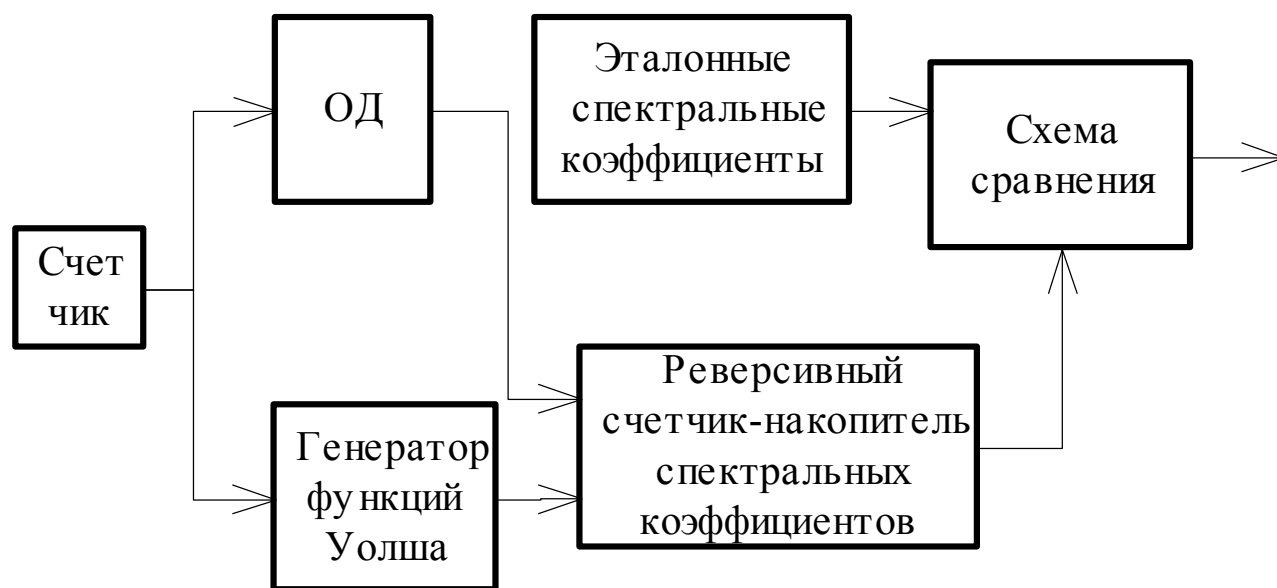 ОД
Эталонные
спектральные
коэффициенты
Схема
сравнения
Счет
чик
Генератор
функций
Уолша
Реверсивный
счетчик-накопитель
спектральных
коэффициентов